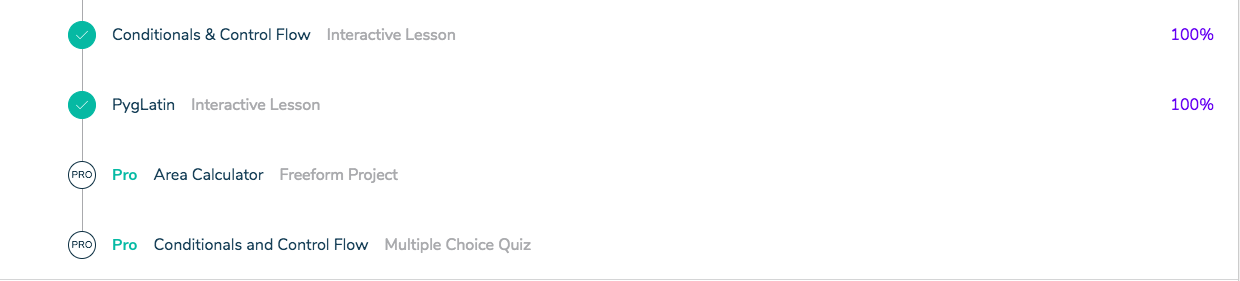 Conditionals & Control Flow Interactive Lesson 100%
PygLatin Interactive Lesson 100%
PRO Pro Area Calculator Freeform Project
PRO Pro Conditionals and Control Flow Multiple Choice Quiz